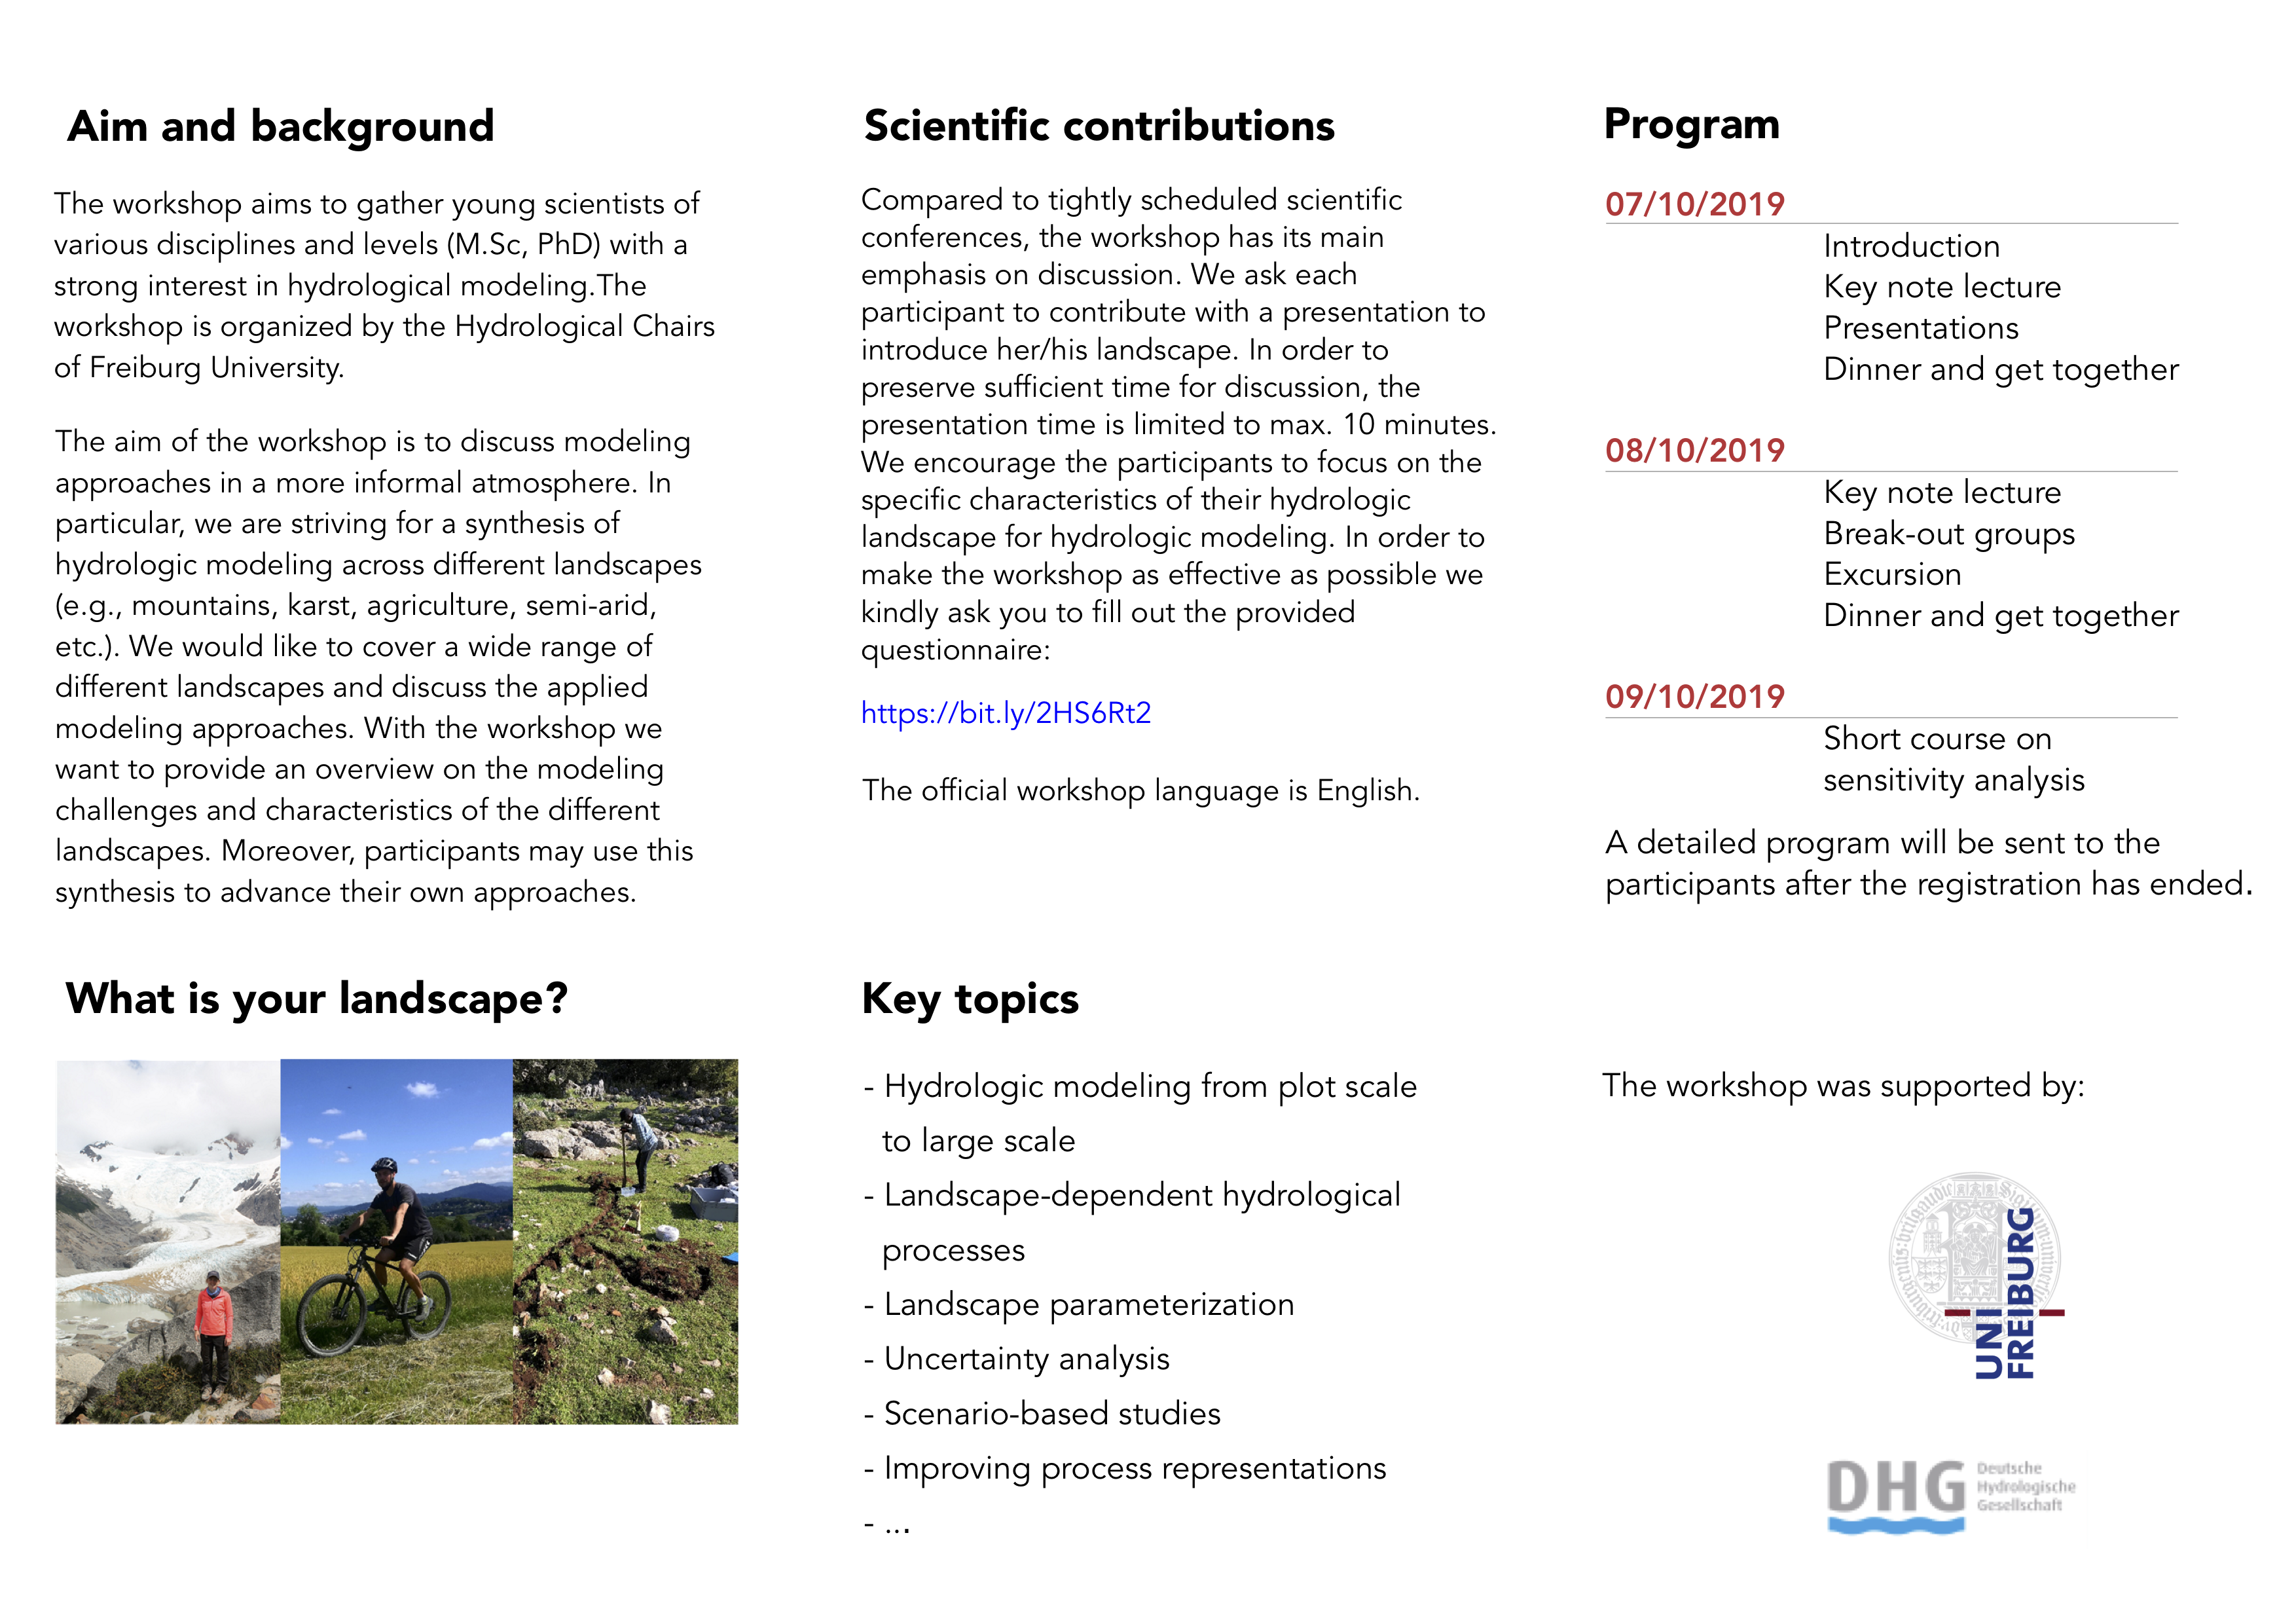 Aim and background
The workshop aims to gather young scientists of
various disciplines and levels (M.Sc, PhD) with a
strong interest in hydrological modeling.The
workshop is organized by the Hydrological Chairs
of Freiburg University.
The aim of the workshop is to discuss modeling
approaches in a more informal atmosphere. In
particular, we are striving for a synthesis of
hydrologic modeling across different landscapes
(e.g., mountains, karst, agriculture, semi-arid,
etc.). We would like to cover a wide range of
different landscapes and discuss the applied
modeling approaches. With the workshop we
want to provide an overview on the modeling
challenges and characteristics of the different
landscapes. Moreover, participants may use this
synthesis to advance their own approaches.
What is your landscape?
Scientific contributions
Compared to tightly scheduled scientific
conferences, the workshop has its main
emphasis on discussion. We ask each
participant to contribute with a presentation to
introduce her/his landscape. In order to
preserve sufficient time for discussion, the
presentation time is limited to max. 10 minutes.
We encourage the participants to focus on the
specific characteristics of their hydrologic
landscape for hydrologic modeling. In order to
make the workshop as effective as possible we
kindly ask you to fill out the provided
questionnaire:
https://bit.ly/2HS6Rt2
The official workshop language is English.
Key topics
- Hydrologic modeling from plot scale
to large scale
- Landscape-dependent hydrological
processes
- Landscape parameterization
- Uncertainty analysis
- Scenario-based studies
- Improving process representations
- ...
Program
07/10/2019
Introduction
Key note lecture
Presentations
Dinner and get together
08/10/2019
Key note lecture
Break-out groups
Excursion
Dinner and get together
09/10/2019
Short course on
sensitivity analysis
A detailed program will be sent to the
participants after the registration has ended.
The workshop was supported by:
UNI
FREIBURG
DHG
Deutsche
Hydrologische
Gesellschaft